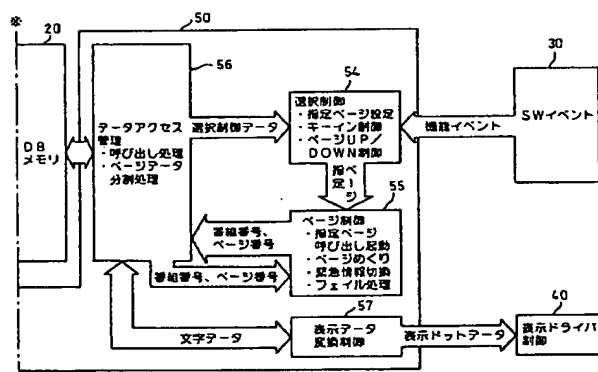 ※
20
50
56
54
30
DB
メモリ
データアクセス
管理
・呼び出し処理
・ページデータ
分割処理
選択制御データ
選択制御
・指定ページ設定
・キーイン制御
・ページUP/
DOWN制御
機能イベント
SWイベント
指定ページ
55
番組番号、
ページ番号
ページ制御
・指定ページ
呼び出し起動
・ページめくり
・緊急情報切換
・フェイル処理
番組番号、ページ番号
57
40
文字データ
表示データ
変換制御
表示ドットデータ
表示ドライバ
制御